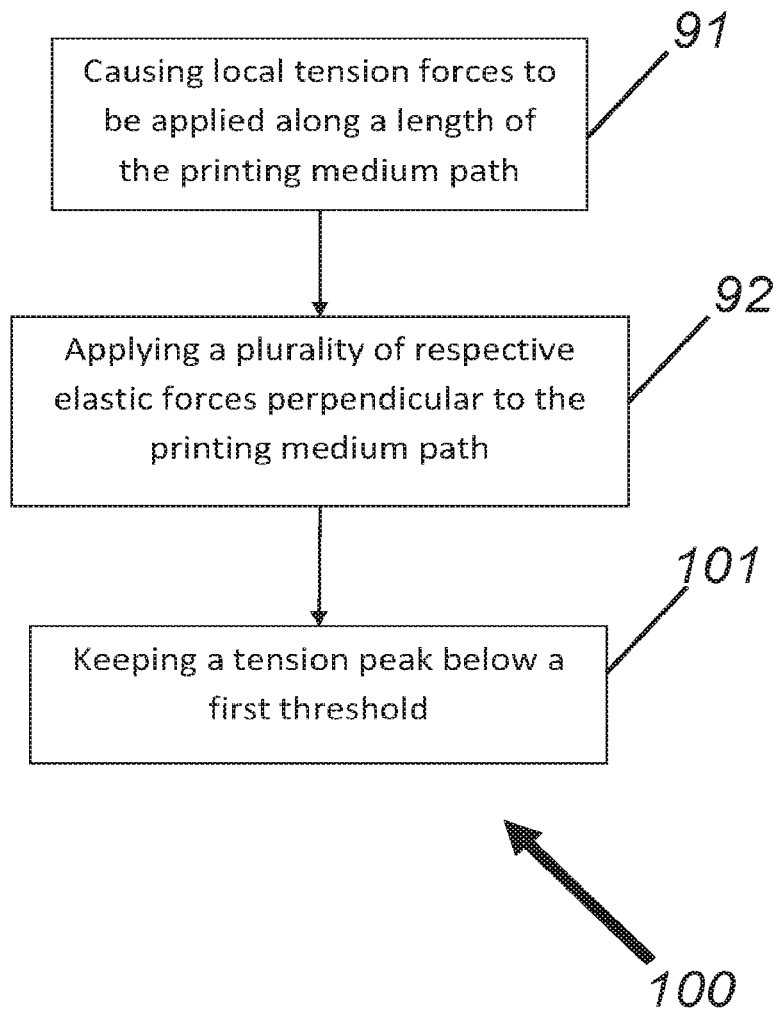 91
Causing local tension forces to
be applied along a length of
the printing medium path
92
Applying a plurality of respective
elastic forces perpendicular to the
printing medium path
101
Keeping a tension peak below a
first threshold
100